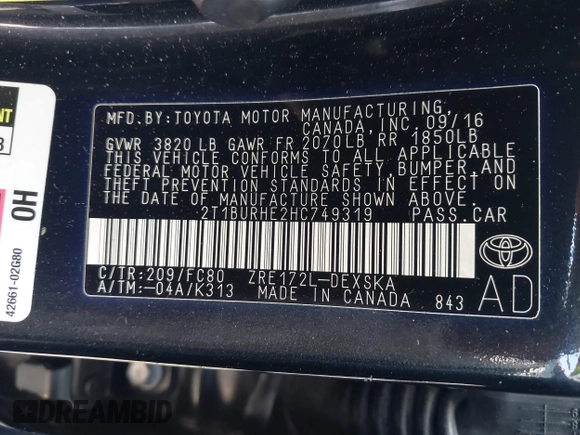 MFD. BY: TOYOTA MOTOR MANUFACTURING,
CANADA, INC. 09/16
GVWR 3820 LB GAWR FR 2070LB RR 1850LB
THIS VEHICLE CONFORMS TO ALL APPLICABLE
FEDERAL MOTOR VEHICLE SAFETY, BUMPER, AND
THEFT PREVENTION STANDARDS IN EFFECT ON
THE DATE OF MANUFACTURE SHOWN ABOVE.
2T1BURHE2HC749319 PASS. CAR
C/TR: 209/FC80 ZRE172L-DEXSKA
A/TM: -04A/K313 MADE IN CANADA 843
AD
OH
42661-02G80
DREAMBID